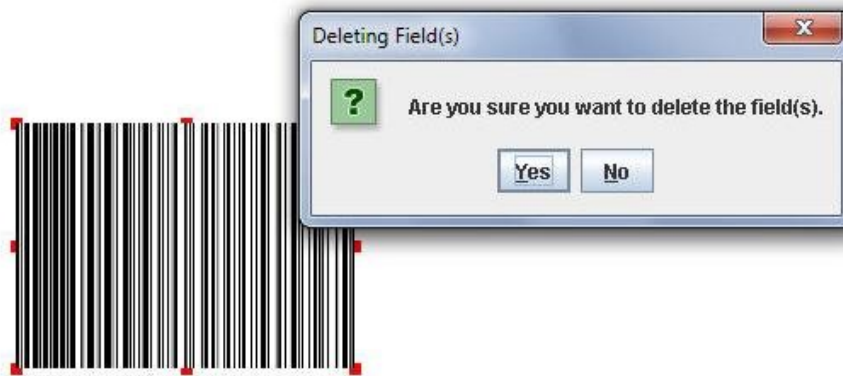 Deleting Field(s)
Are you sure you want to delete the field(s).
Yes No